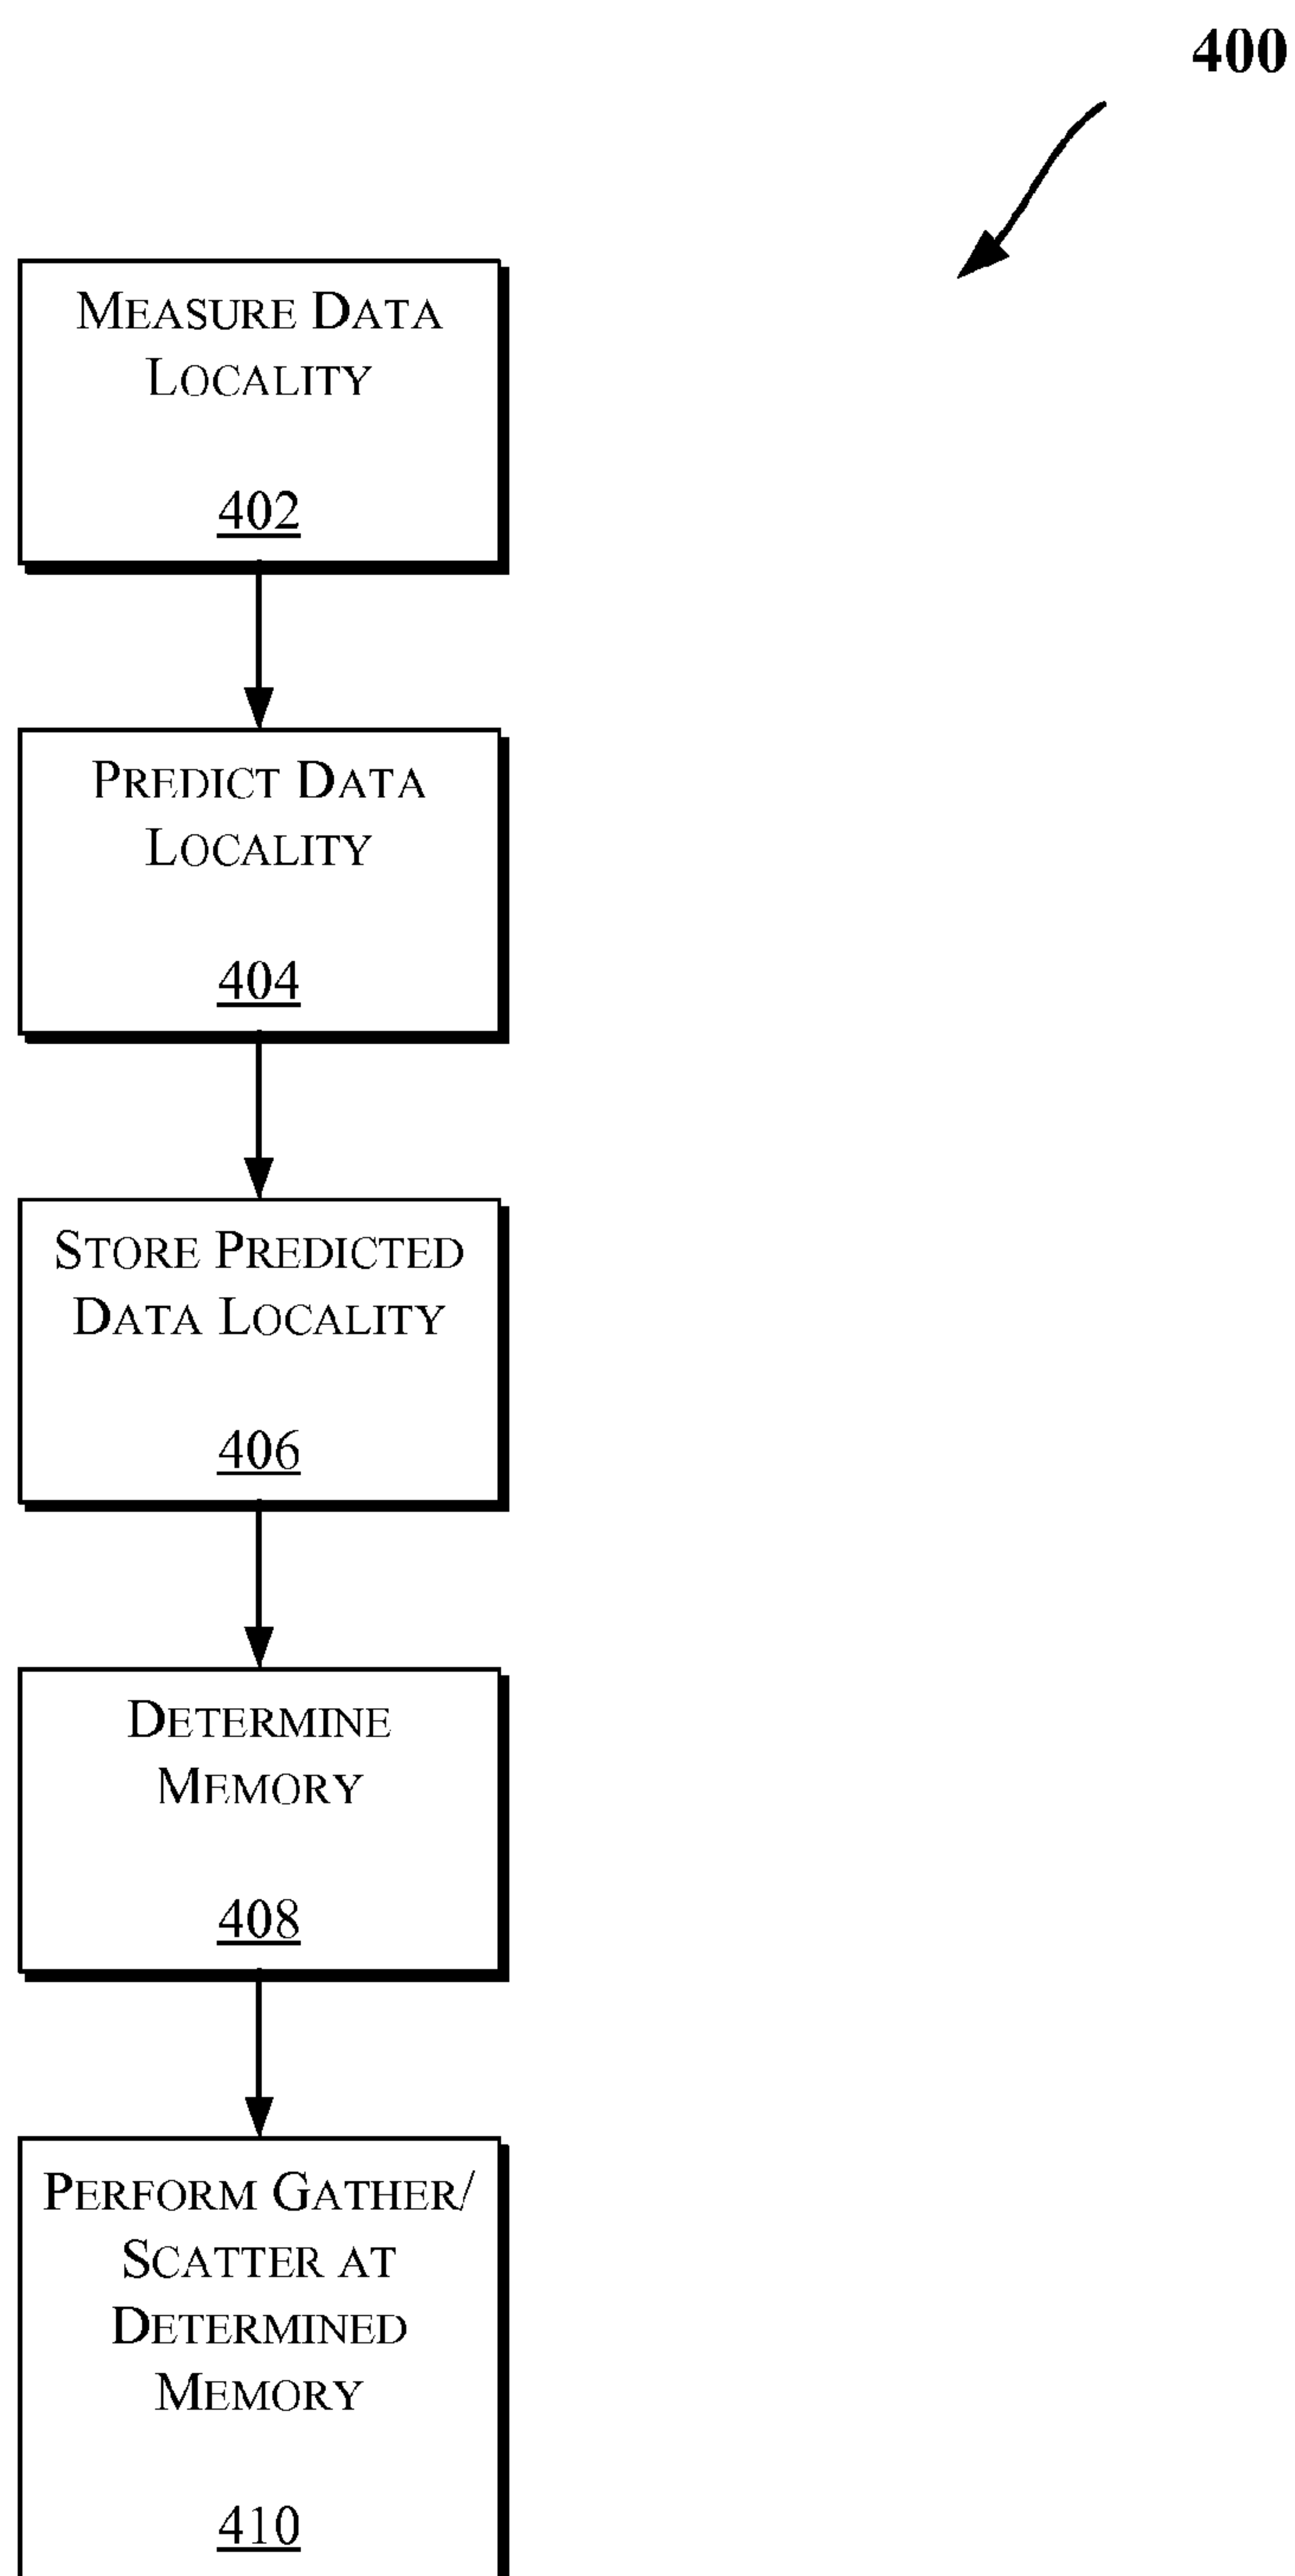 400
MEASURE DATA
LOCALITY
402
PREDICT DATA
LOCALITY
404
STORE PREDICTED
DATA LOCALITY
406
DETERMINE
MEMORY
408
PERFORM GATHER/
SCATTER AT
DETERMINED
MEMORY
410